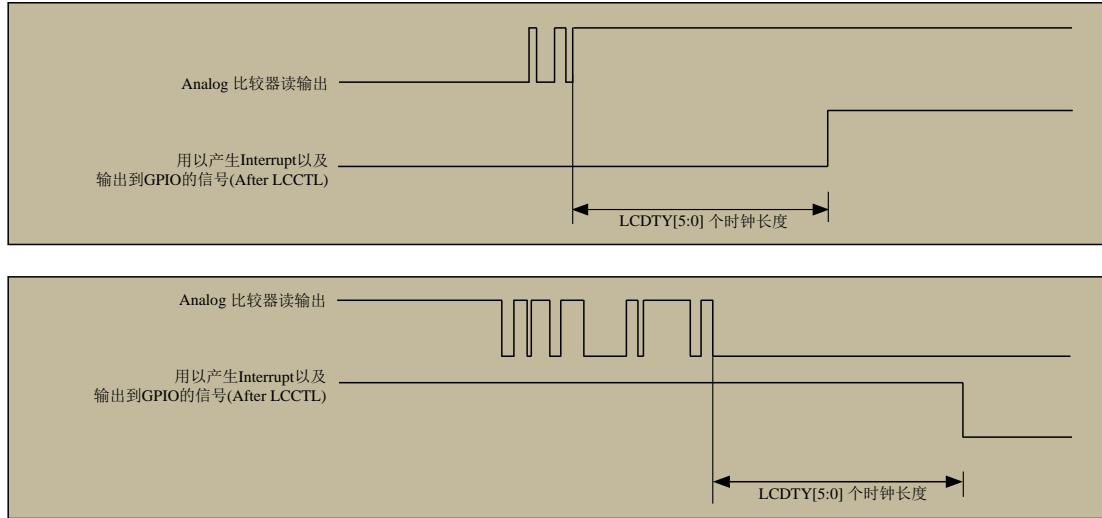 Analog 比较器读输出
用以产生Interrupt以及
输出到GPIO的信号(After LCCTL)
LCDTY[5:0] 个时钟长度
Analog 比较器读输出
用以产生Interrupt以及
输出到GPIO的信号(After LCCTL)
LCDTY[5:0] 个时钟长度